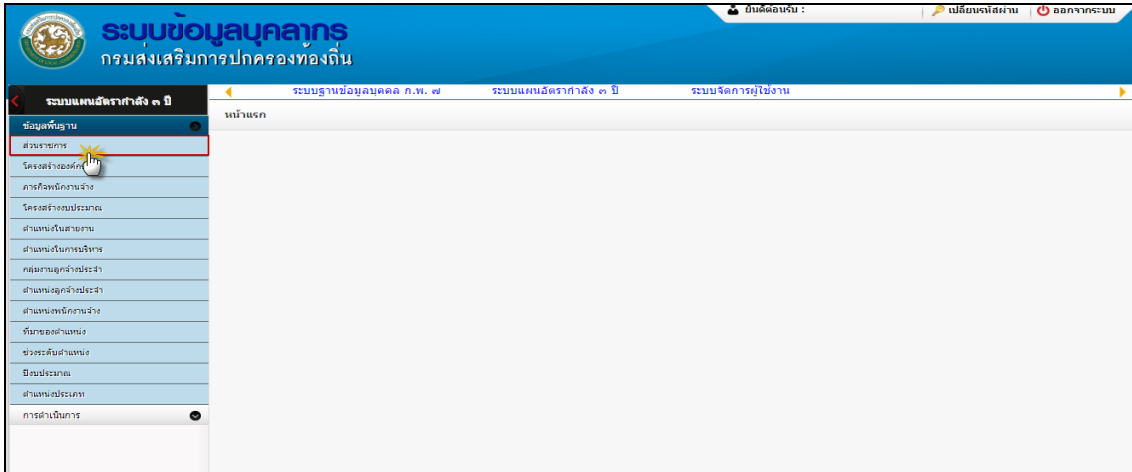 ยินดีต้อนรับ :
เปลี่ยนรหัสผ่าน
ออกจากระบบ
ระบบข้อมูลบุคลากร
กรมส่งเสริมการปกครองท้องถิ่น
ระบบแผนอัตรากำลัง ๓ ปี
ระบบฐานข้อมูลบุคคล ก.พ. ๗
ระบบแผนอัตรากำลัง ๓ ปี
ระบบจัดการผู้ใช้งาน
หน้าแรก
ข้อมูลพื้นฐาน
ส่วนราชการ
โครงสร้างองค์กร
ภารกิจพนักงานจ้าง
โครงสร้างงบประมาณ
ตำแหน่งในสายงาน
ตำแหน่งในการบริหาร
กลุ่มงานลูกจ้างประจำ
ตำแหน่งลูกจ้างประจำ
ตำแหน่งพนักงานจ้าง
ที่มาของตำแหน่ง
ช่วงระดับตำแหน่ง
ปีงบประมาณ
ตำแหน่งประเภท
การดำเนินการ